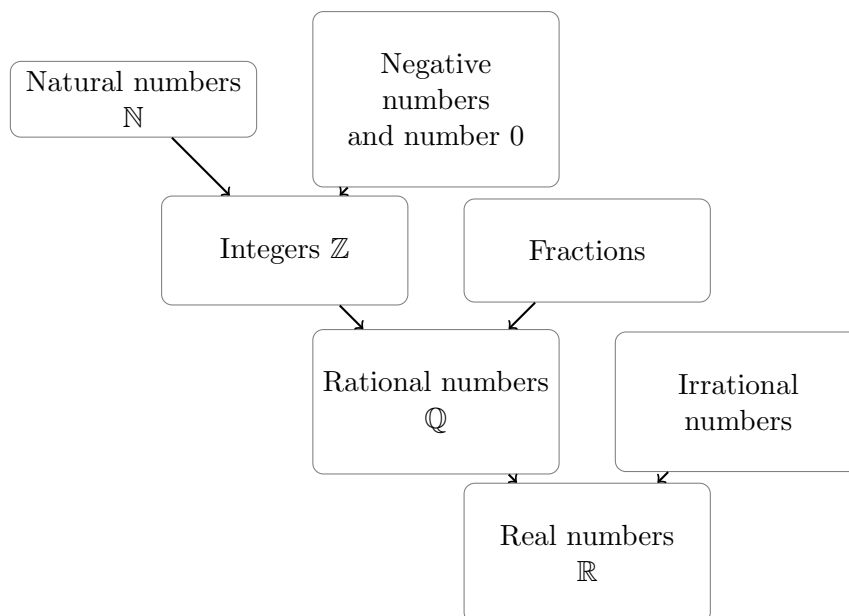 Natural numbers
ℕ
Negative
numbers
and number 0
Integers ℤ
Fractions
Rational numbers
ℚ
Irrational
numbers
Real numbers
ℝ